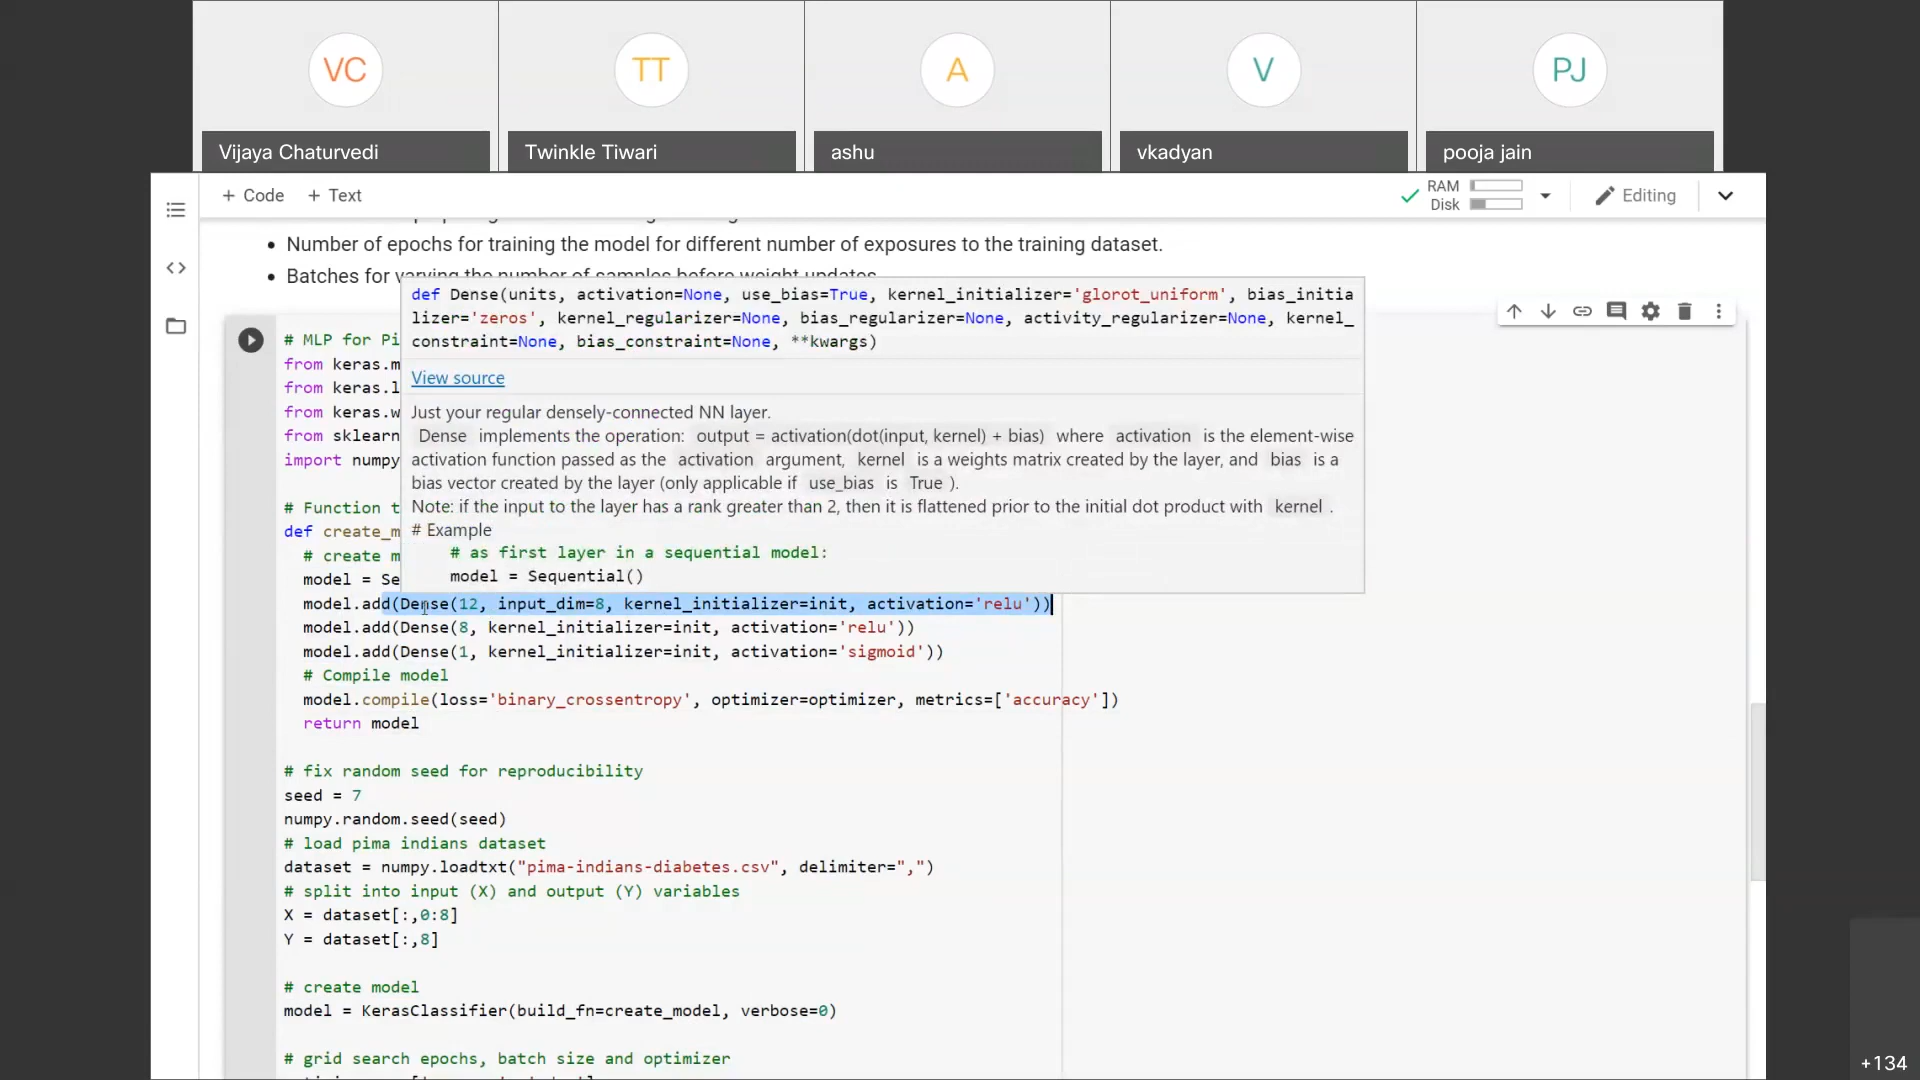 VC
TT
A
V
PJ
Vijaya Chaturvedi
Twinkle Tiwari
ashu
vkadyan
pooja jain
+ Code + Text
RAM
Disk
Editing
• Number of epochs for training the model for different number of exposures to the training dataset.
• Batches for varying the number of samples before weight updates
def Dense(units, activation=None, use_bias=True, kernel_initializer='glorot_uniform', bias_initia
lizer='zeros', kernel_regularizer=None, bias_regularizer=None, activity_regularizer=None, kernel_
constraint=None, bias_constraint=None, **kwargs)
View source
Just your regular densely-connected NN layer.
Dense implements the operation: output = activation(dot(input, kernel) + bias) where activation is the element-wise
activation function passed as the activation argument, kernel is a weights matrix created by the layer, and bias is a
bias vector created by the layer (only applicable if use_bias is True ).
Note: if the input to the layer has a rank greater than 2, then it is flattened prior to the initial dot product with kernel .
# Example
# as first layer in a sequential model:
model = Sequential()
# MLP for Pi
from keras.m
from keras.l
from keras.w
from sklearn
import numpy
# Function t
def create_m
# create m
model = Se
model.add(Dense(12, input_dim=8, kernel_initializer=init, activation='relu'))
model.add(Dense(8, kernel_initializer=init, activation='relu'))
model.add(Dense(1, kernel_initializer=init, activation='sigmoid'))
# Compile model
model.compile(loss='binary_crossentropy', optimizer=optimizer, metrics=['accuracy'])
return model
# fix random seed for reproducibility
seed = 7
numpy.random.seed(seed)
# load pima indians dataset
dataset = numpy.loadtxt("pima-indians-diabetes.csv", delimiter=",")
# split into input (X) and output (Y) variables
X = dataset[:,0:8]
Y = dataset[:,8]
# create model
model = KerasClassifier(build_fn=create_model, verbose=0)
# grid search epochs, batch size and optimizer
+134